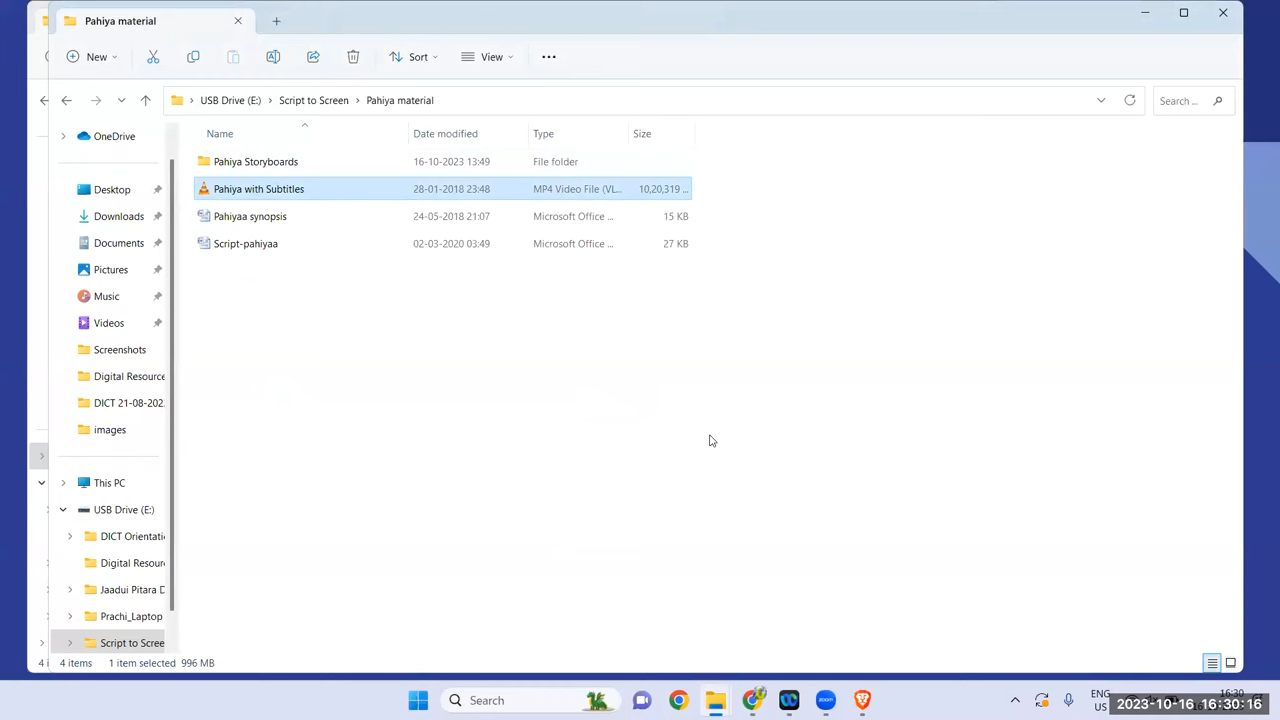 Pahiya material
New
Sort
View
USB Drive (E:) > Script to Screen > Pahiya material
Search ...
Name Date modified Type Size
Pahiya Storyboards 16-10-2023 13:49 File folder
Pahiya with Subtitles 28-01-2018 23:48 MP4 Video File (VL... 10,20,319 ...
Pahiyaa synopsis 24-05-2018 21:07 Microsoft Office ... 15 KB
Script-pahiyaa 02-03-2020 03:49 Microsoft Office ... 27 KB
OneDrive
Desktop
Downloads
Documents
Pictures
Music
Videos
Screenshots
Digital Resource
DICT 21-08-202
images
This PC
USB Drive (E:)
DICT Orientati
Digital Resour
Jaadui Pitara D
Prachi_Laptop
Script to Scree
4 i 4 items 1 item selected 996 MB
Search
zoom
ENG
US
16:30
2023-10-16 16:30:16